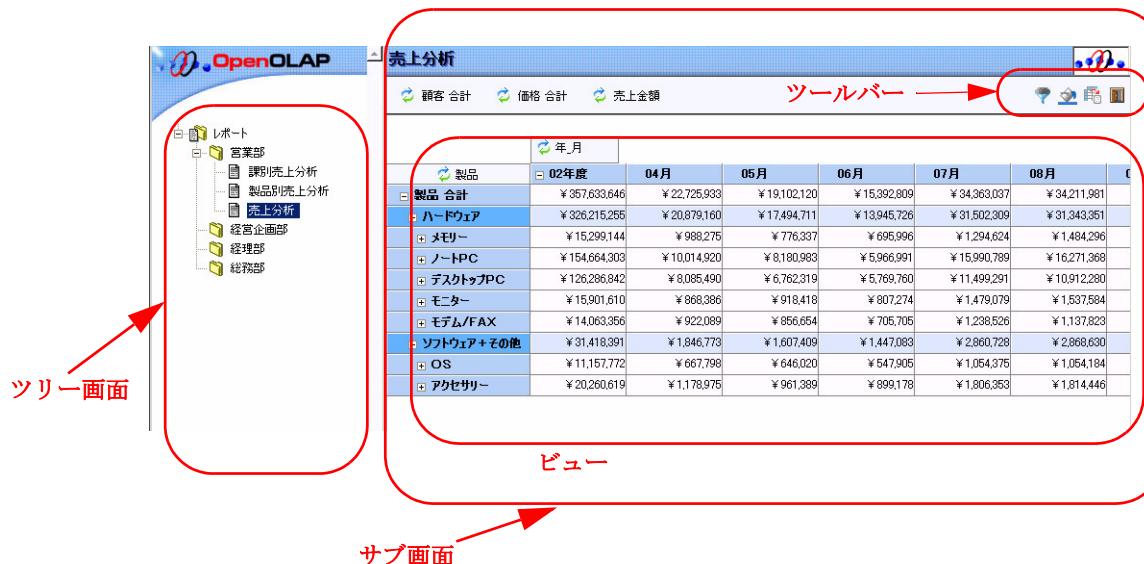 OpenOLAP
売上分析
顧客 合計 価格 合計 売上金額
ツールバー
レポート
営業部
課別売上分析
製品別売上分析
売上分析
経営企画部
経理部
総務部
年_月
製品 02年度 04月 05月 06月 07月 08月
製品 合計 ¥357,633,646 ¥22,725,933 ¥19,102,120 ¥15,392,809 ¥34,363,037 ¥34,211,981
ハードウェア ¥326,215,255 ¥20,879,160 ¥17,494,711 ¥13,945,726 ¥31,502,309 ¥31,343,351
メモリー ¥15,299,144 ¥988,275 ¥776,337 ¥695,996 ¥1,294,624 ¥1,484,296
ノートPC ¥154,664,303 ¥10,014,920 ¥8,180,983 ¥5,966,991 ¥15,990,789 ¥16,271,368
デスクトップPC ¥126,286,842 ¥8,085,490 ¥6,762,319 ¥5,769,760 ¥11,499,291 ¥10,912,280
モニター ¥15,901,610 ¥868,386 ¥918,418 ¥807,274 ¥1,479,079 ¥1,537,584
モデム/FAX ¥14,063,356 ¥922,089 ¥856,654 ¥705,705 ¥1,238,526 ¥1,137,823
ソフトウェア+その他 ¥31,418,391 ¥1,846,773 ¥1,607,409 ¥1,447,083 ¥2,860,728 ¥2,868,630
OS ¥11,157,772 ¥667,798 ¥646,020 ¥547,905 ¥1,054,375 ¥1,054,184
アクセサリー ¥20,260,619 ¥1,178,975 ¥961,389 ¥899,178 ¥1,806,353 ¥1,814,446
ツリー画面
ビュー
サブ画面